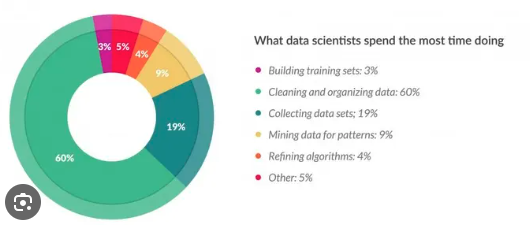 3% 5%
4%
9%
19%
60%
What data scientists spend the most time doing
Building training sets: 3%
Cleaning and organizing data: 60%
Collecting data sets; 19%
Mining data for patterns: 9%
Refining algorithms: 4%
Other: 5%